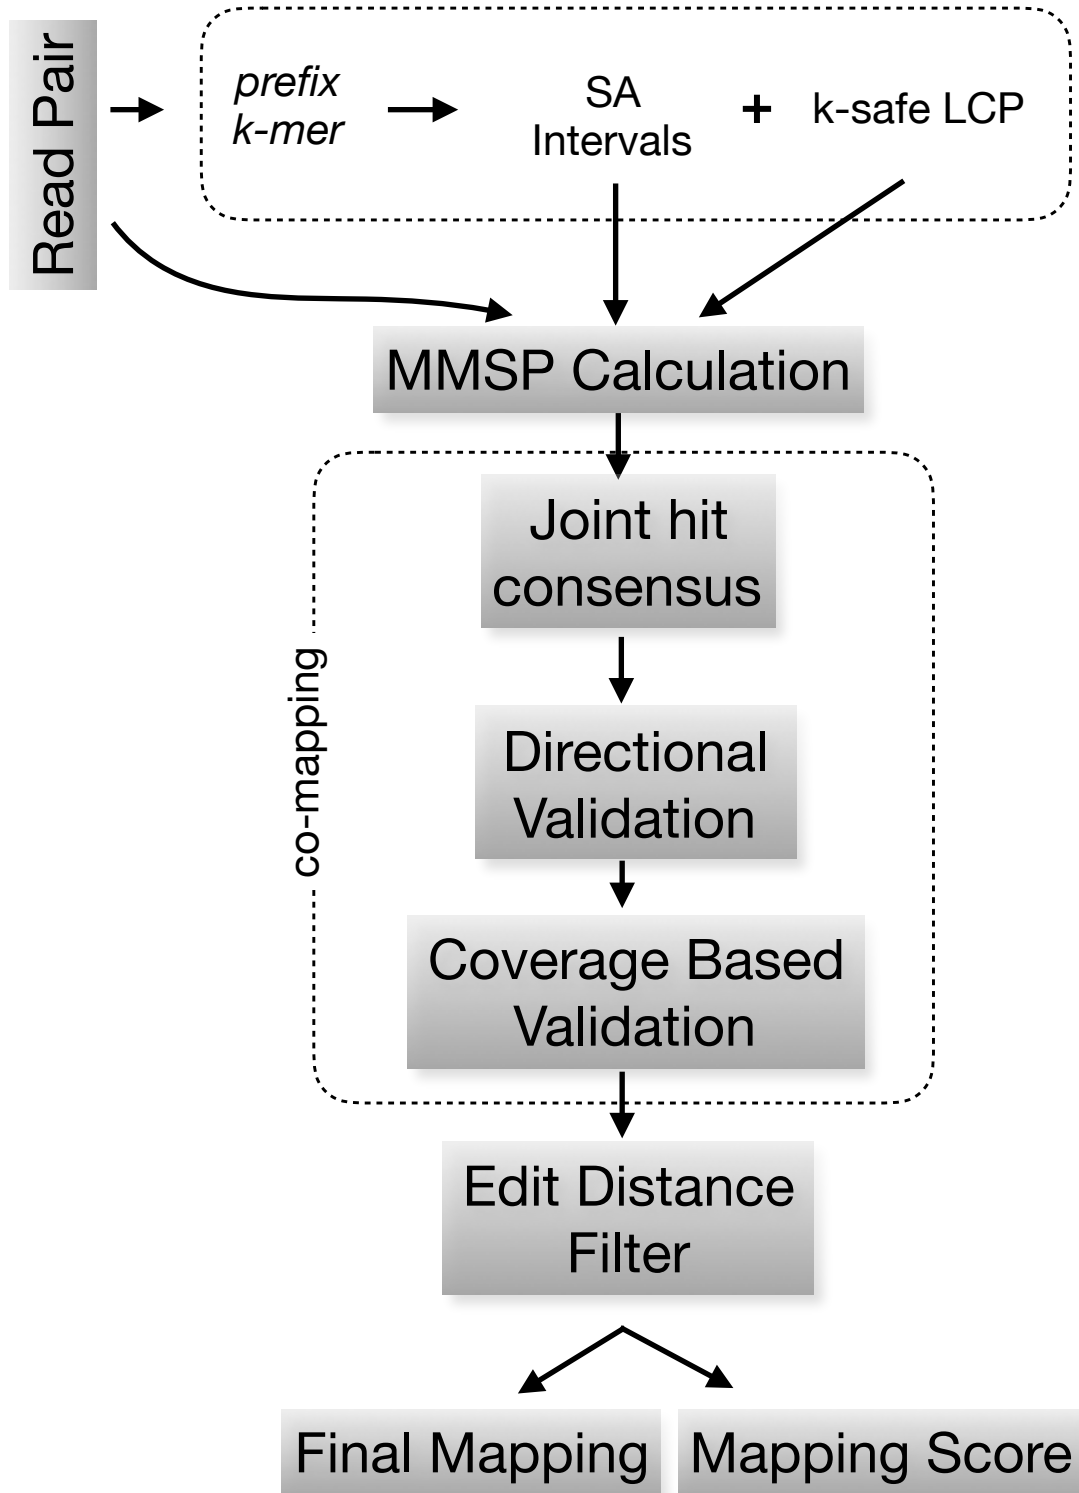 Read Pair
prefix
k-mer
SA
Intervals
+
k-safe LCP
MMSP Calculation
co-mapping
Joint hit
consensus
Directional
Validation
Coverage Based
Validation
Edit Distance
Filter
Final Mapping
Mapping Score